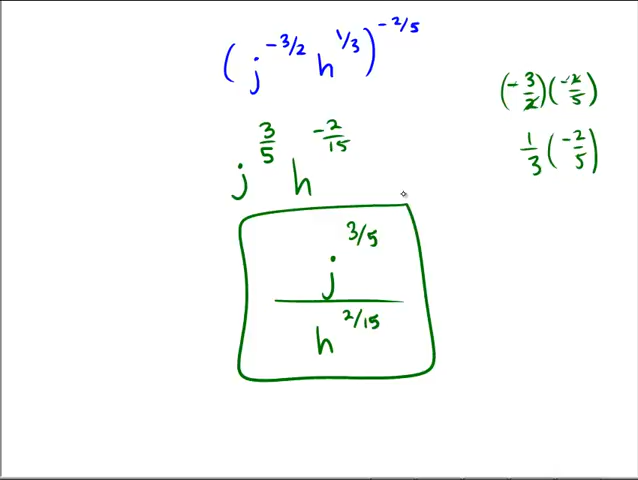 (j^{-3/2} h^{1/3})^{-2/5}
(-3/2)(-2/5)
1/3(-2/5)
j^{3/5} h^{-2/15}
j^{3/5}
h^{2/15}